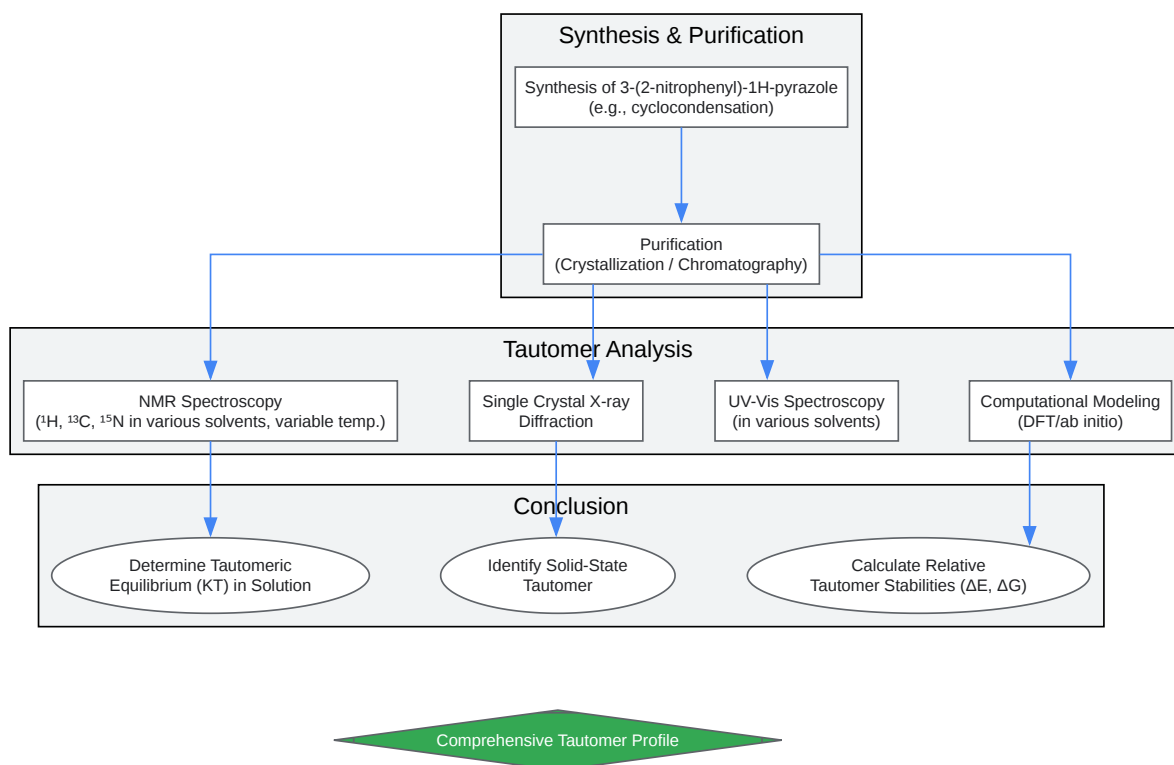 Synthesis & Purification
Synthesis of 3-(2-nitrophenyl)-1H-pyrazole
(e.g., cyclocondensation)
Purification
(Crystallization / Chromatography)
Tautomer Analysis
NMR Spectroscopy
(¹H, ¹³C, ¹⁵N in various solvents, variable temp.)
Single Crystal X-ray
Diffraction
UV-Vis Spectroscopy
(in various solvents)
Computational Modeling
(DFT/ab initio)
Conclusion
Determine Tautomeric
Equilibrium (KT) in Solution
Identify Solid-State
Tautomer
Calculate Relative
Tautomer Stabilities (ΔE, ΔG)
Comprehensive Tautomer Profile